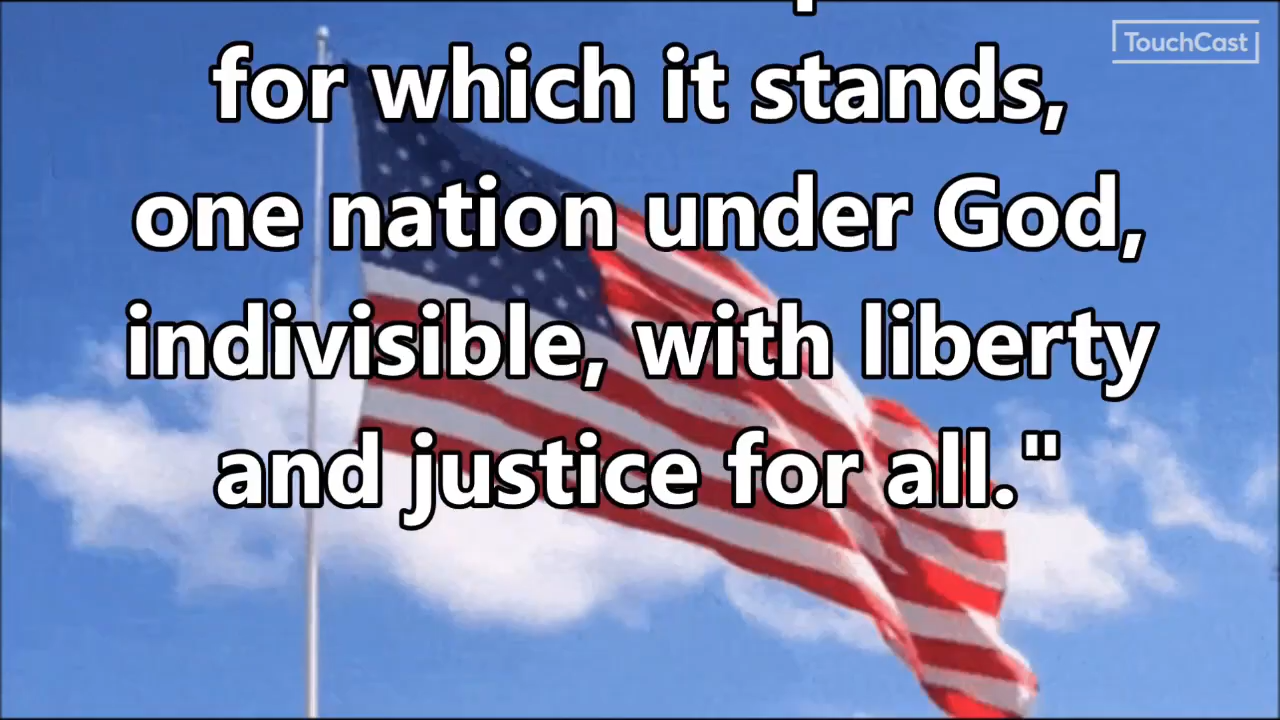 TouchCast
for which it stands,
one nation under God,
indivisible, with liberty
and justice for all."